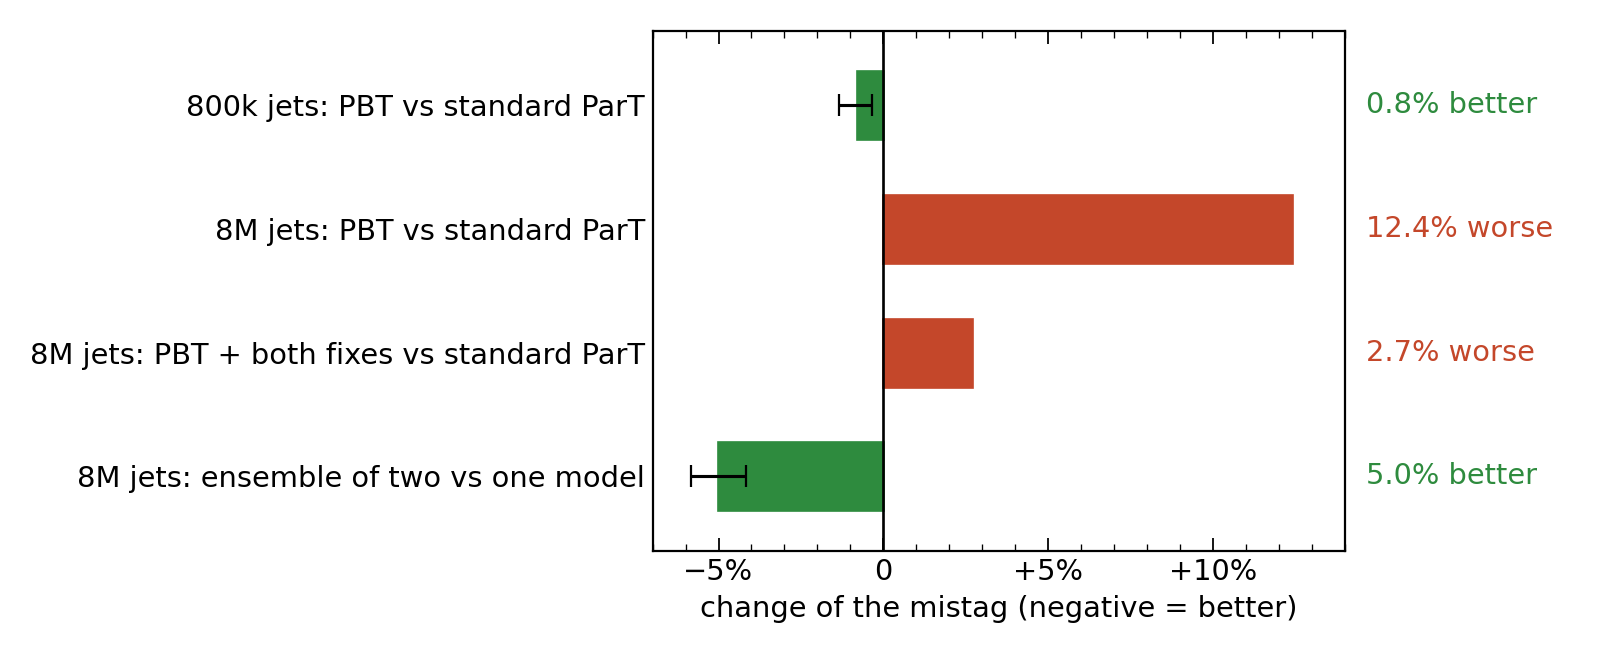 800k jets: PBT vs standard ParT
0.8% better
8M jets: PBT vs standard ParT
12.4% worse
8M jets: PBT + both fixes vs standard ParT
2.7% worse
8M jets: ensemble of two vs one model
5.0% better
−5%
0
+5%
+10%
change of the mistag (negative = better)